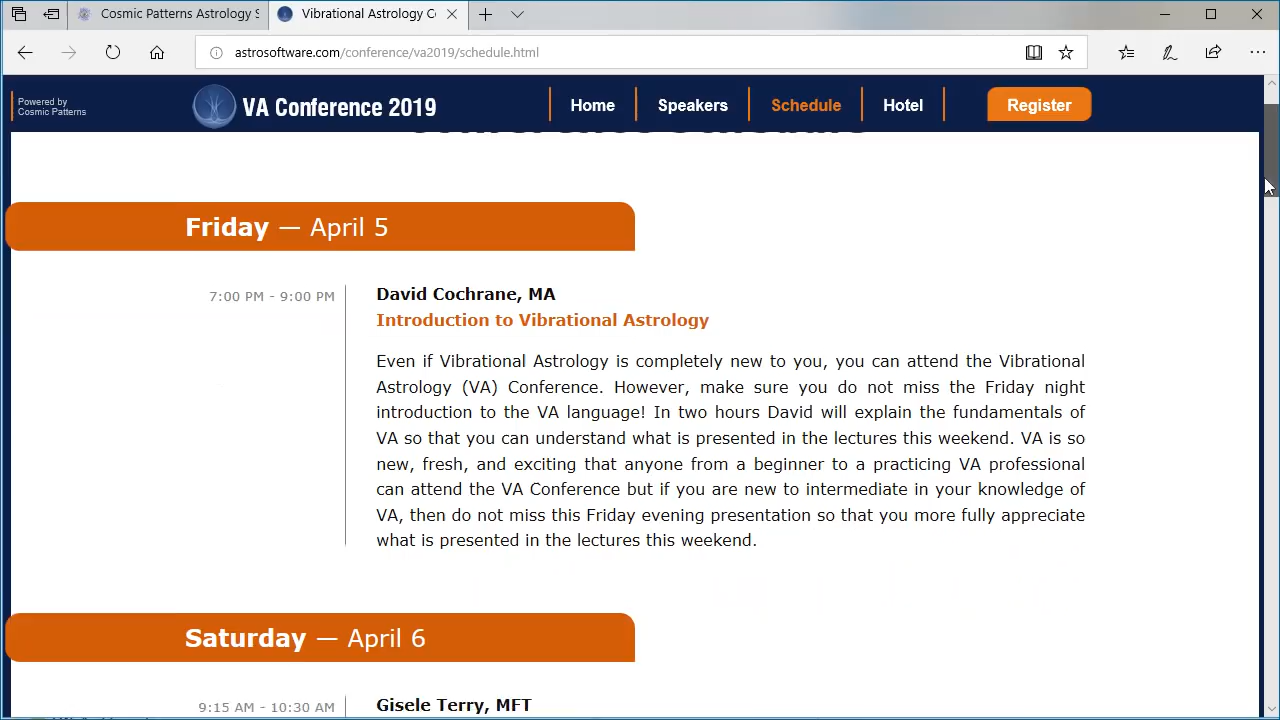 Cosmic Patterns Astrology S
Vibrational Astrology Co
astrosoftware.com/conference/va2019/schedule.html
Powered by
Cosmic Patterns
VA Conference 2019
Home
Speakers
Schedule
Hotel
Register
Conference Schedule
Friday — April 5
7:00 PM - 9:00 PM
David Cochrane, MA
Introduction to Vibrational Astrology
Even if Vibrational Astrology is completely new to you, you can attend the Vibrational
Astrology (VA) Conference. However, make sure you do not miss the Friday night
introduction to the VA language! In two hours David will explain the fundamentals of
VA so that you can understand what is presented in the lectures this weekend. VA is so
new, fresh, and exciting that anyone from a beginner to a practicing VA professional
can attend the VA Conference but if you are new to intermediate in your knowledge of
VA, then do not miss this Friday evening presentation so that you more fully appreciate
what is presented in the lectures this weekend.
Saturday — April 6
9:15 AM - 10:30 AM
Gisele Terry, MFT